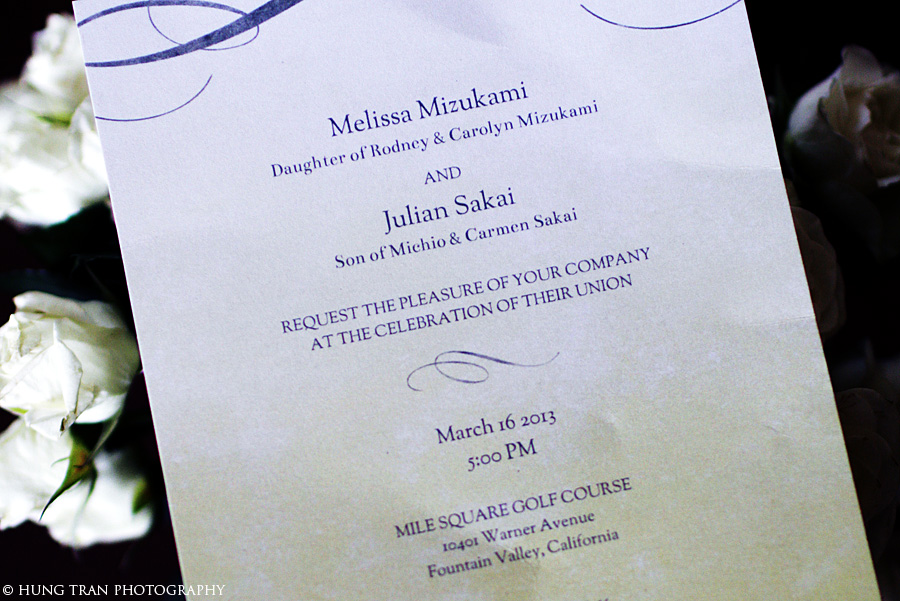 Melissa Mizukami
Daughter of Rodney & Carolyn Mizukami
AND
Julian Sakai
Son of Michio & Carmen Sakai
REQUEST THE PLEASURE OF YOUR COMPANY
AT THE CELEBRATION OF THEIR UNION
March 16 2013
5:00 PM
MILE SQUARE GOLF COURSE
10401 Warner Avenue
Fountain Valley, California
© HUNG TRAN PHOTOGRAPHY